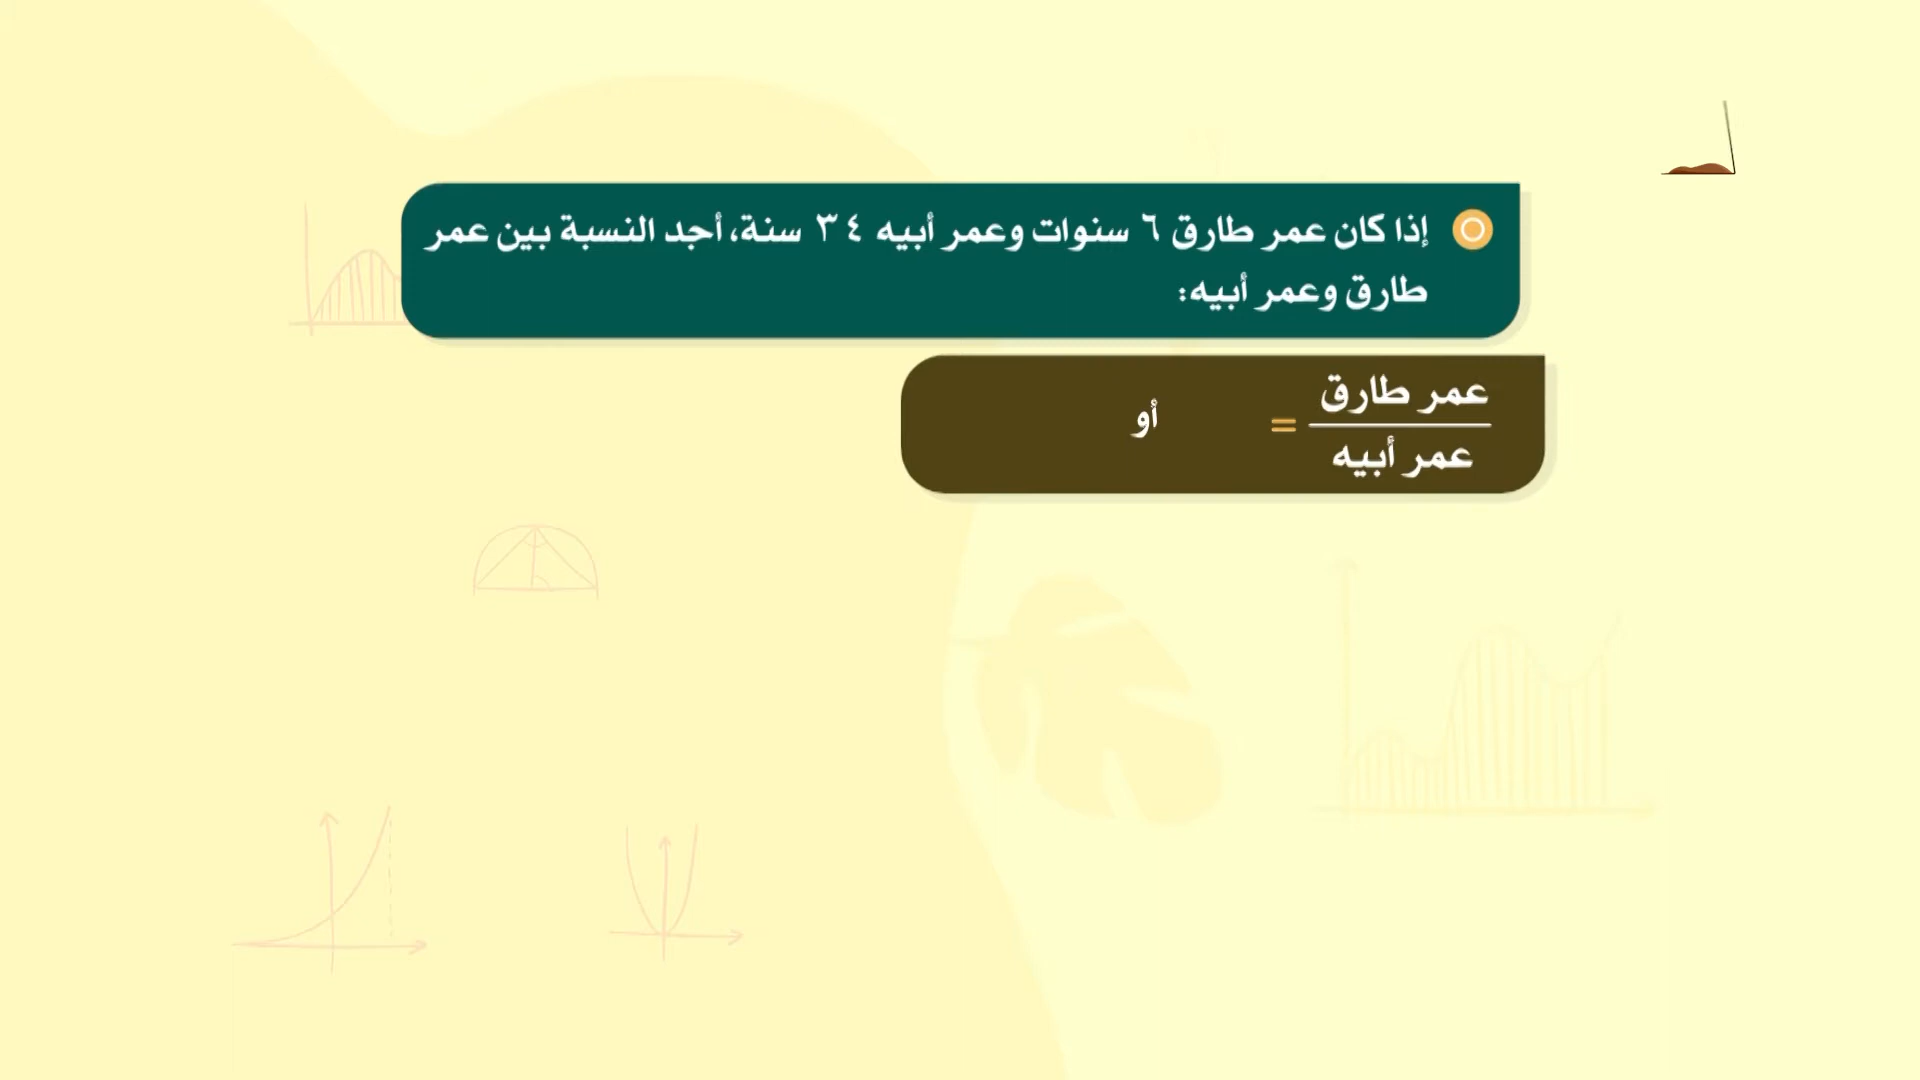 إذا كان عمر طارق ٦ سنوات وعمر أبيه ٣٤ سنة، أجد النسبة بين عمر
طارق وعمر أبيه:
عمر طارق
عمر أبيه
=
أو